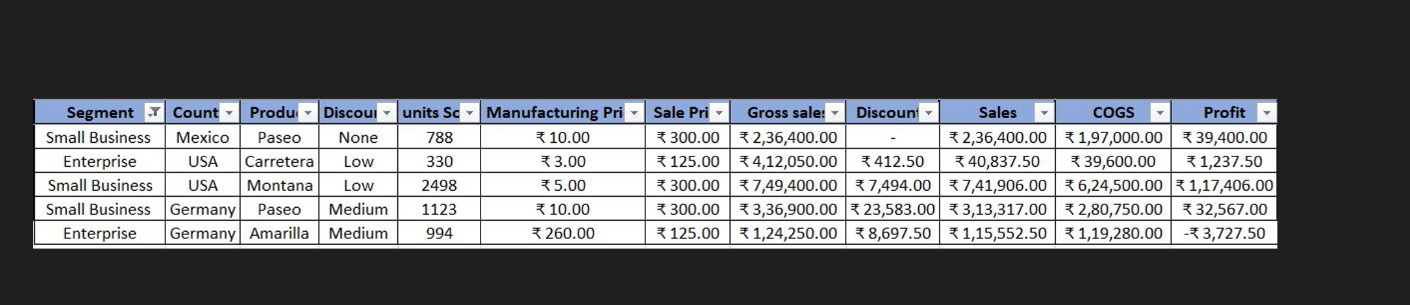 Segment Count Produ Discour units Sc Manufacturing Pri Sale Pri Gross sales Discount Sales COGS Profit
Small Business Mexico Paseo None 788 ₹ 10.00 ₹ 300.00 ₹ 2,36,400.00 - ₹ 2,36,400.00 ₹ 1,97,000.00 ₹ 39,400.00
Enterprise USA Carretera Low 330 ₹ 3.00 ₹ 125.00 ₹ 4,12,050.00 ₹ 412.50 ₹ 40,837.50 ₹ 39,600.00 ₹ 1,237.50
Small Business USA Montana Low 2498 ₹ 5.00 ₹ 300.00 ₹ 7,49,400.00 ₹ 7,494.00 ₹ 7,41,906.00 ₹ 6,24,500.00 ₹ 1,17,406.00
Small Business Germany Paseo Medium 1123 ₹ 10.00 ₹ 300.00 ₹ 3,36,900.00 ₹ 23,583.00 ₹ 3,13,317.00 ₹ 2,80,750.00 ₹ 32,567.00
Enterprise Germany Amarilla Medium 994 ₹ 260.00 ₹ 125.00 ₹ 1,24,250.00 ₹ 8,697.50 ₹ 1,15,552.50 ₹ 1,19,280.00 -₹ 3,727.50